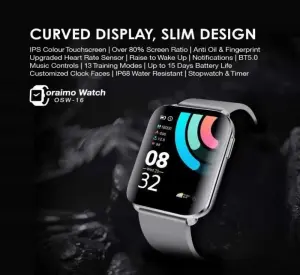 CURVED DISPLAY, SLIM DESIGN
IPS Colour Touchscreen | Over 80% Screen Ratio | Anti Oil & Fingerprint
Upgraded Heart Rate Sensor | Raise to Wake Up | Notifications | BT5.0
Music Controls | 13 Training Modes | Up to 15 Days Battery Life
Customized Clock Faces | IP68 Water Resistant | Stopwatch & Timer
oraimo Watch
OSW-16
08
32